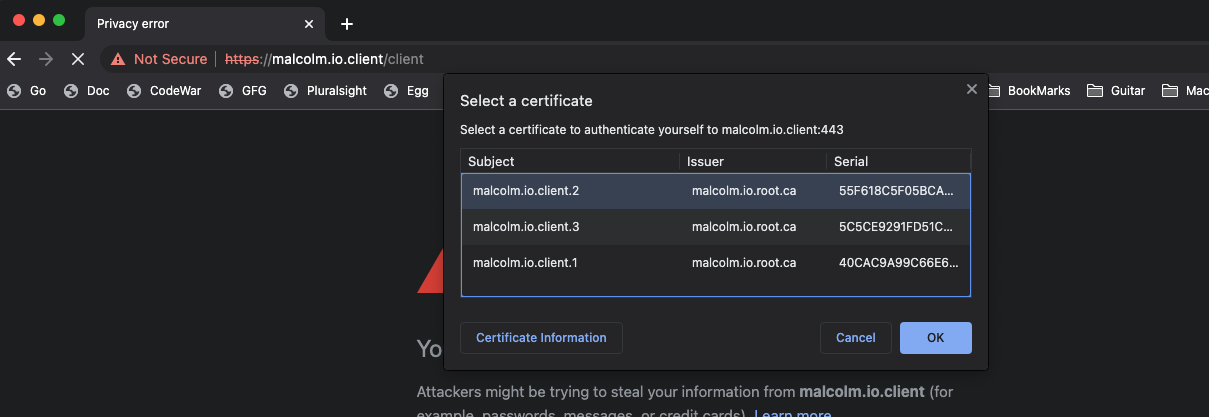 Privacy error
Not Secure https://malcolm.io.client/client
Go Doc CodeWar GFG Pluralsight Egg BookMarks Guitar Mac
Select a certificate
Select a certificate to authenticate yourself to malcolm.io.client:443
Subject Issuer Serial
malcolm.io.client.2 malcolm.io.root.ca 55F618C5F05BCA...
malcolm.io.client.3 malcolm.io.root.ca 5C5CE9291FD51C...
malcolm.io.client.1 malcolm.io.root.ca 40CAC9A99C66E6...
Certificate Information Cancel OK
Yo
Attackers might be trying to steal your information from malcolm.io.client (for
example, passwords, messages, or credit cards). Learn more